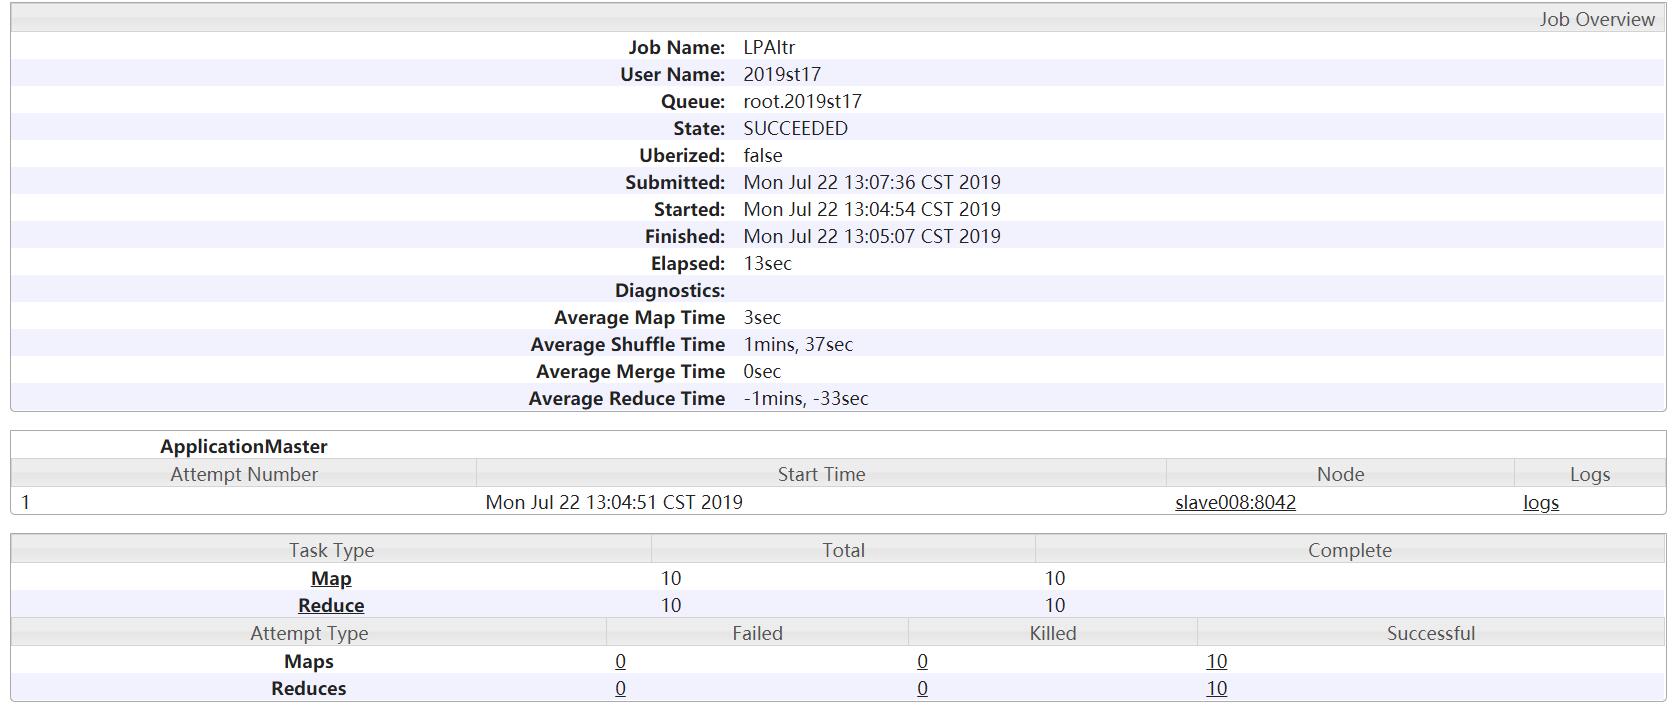 Job Overview
Job Name: LPAItr
User Name: 2019st17
Queue: root.2019st17
State: SUCCEEDED
Uberized: false
Submitted: Mon Jul 22 13:07:36 CST 2019
Started: Mon Jul 22 13:04:54 CST 2019
Finished: Mon Jul 22 13:05:07 CST 2019
Elapsed: 13sec
Diagnostics:
Average Map Time 3sec
Average Shuffle Time 1mins, 37sec
Average Merge Time 0sec
Average Reduce Time -1mins, -33sec
ApplicationMaster
Attempt Number Start Time Node Logs
1 Mon Jul 22 13:04:51 CST 2019 slave008:8042 logs
Task Type Total Complete
Map 10 10
Reduce 10 10
Attempt Type Failed Killed Successful
Maps 0 0 10
Reduces 0 0 10